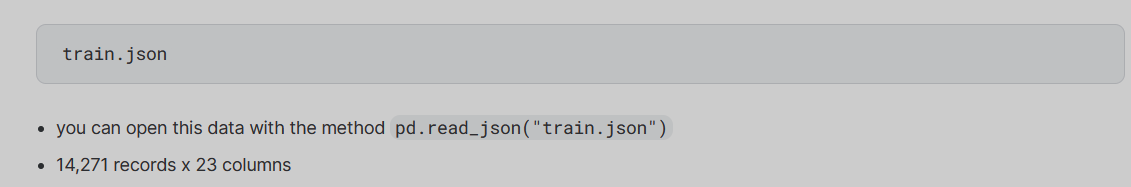 train.json
you can open this data with the method pd.read_json("train.json")
14,271 records x 23 columns